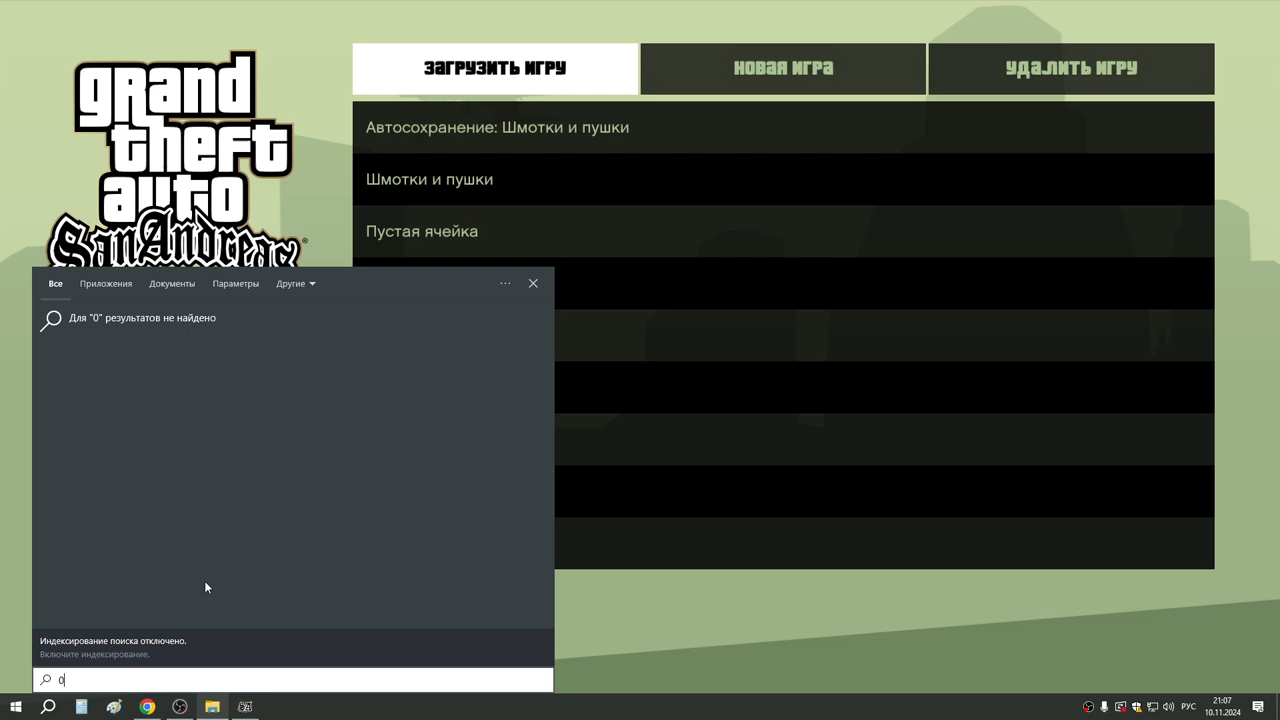 grand
theft
auto
San Andreas
ЗАГРУЗИТЬ ИГРУ
НОВАЯ ИГРА
УДАЛИТЬ ИГРУ
Автосохранение: Шмотки и пушки
Шмотки и пушки
Пустая ячейка
Все
Приложения
Документы
Параметры
Другие
Для "0" результатов не найдено
Индексирование поиска отключено.
Включите индексирование.
0
РУС
21:07
10.11.2024